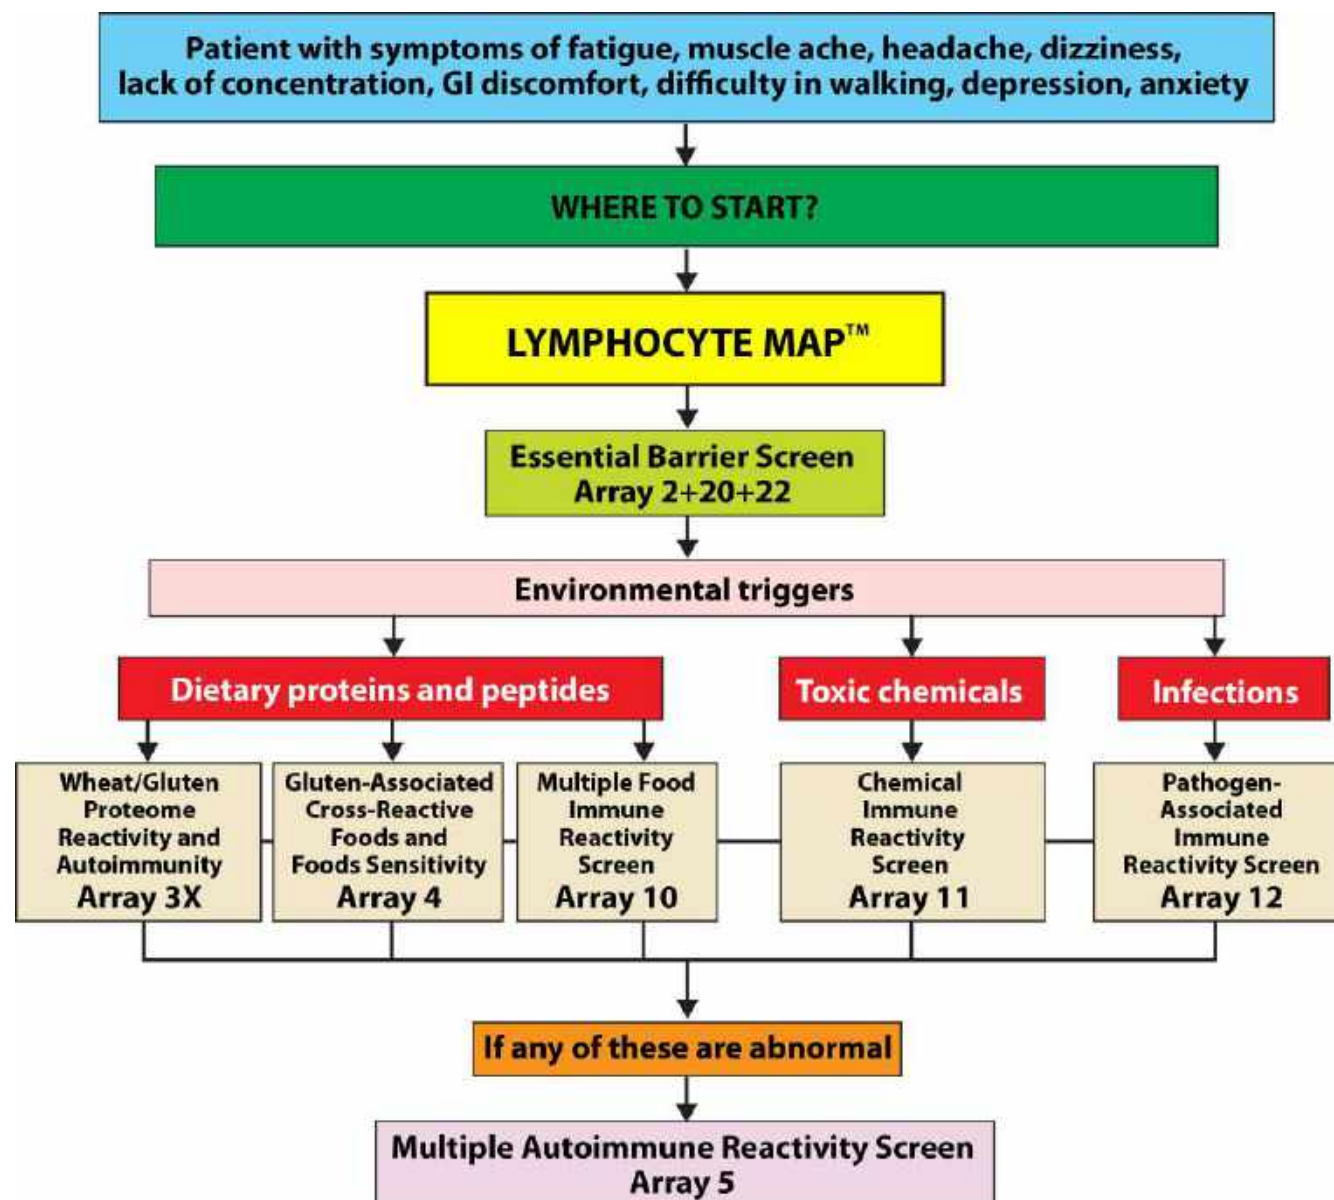 Patient with symptoms of fatigue, muscle ache, headache, dizziness,
lack of concentration, GI discomfort, difficulty in walking, depression, anxiety
WHERE TO START?
LYMPHOCYTE MAP™
Essential Barrier Screen
Array 2+20+22
Environmental triggers
Dietary proteins and peptides
Toxic chemicals
Infections
Wheat/Gluten
Proteome
Reactivity and
Autoimmunity
Array 3X
Gluten-Associated
Cross-Reactive
Foods and
Foods Sensitivity
Array 4
Multiple Food
Immune
Reactivity
Screen
Array 10
Chemical
Immune
Reactivity
Screen
Array 11
Pathogen-
Associated
Immune
Reactivity Screen
Array 12
If any of these are abnormal
Multiple Autoimmune Reactivity Screen
Array 5